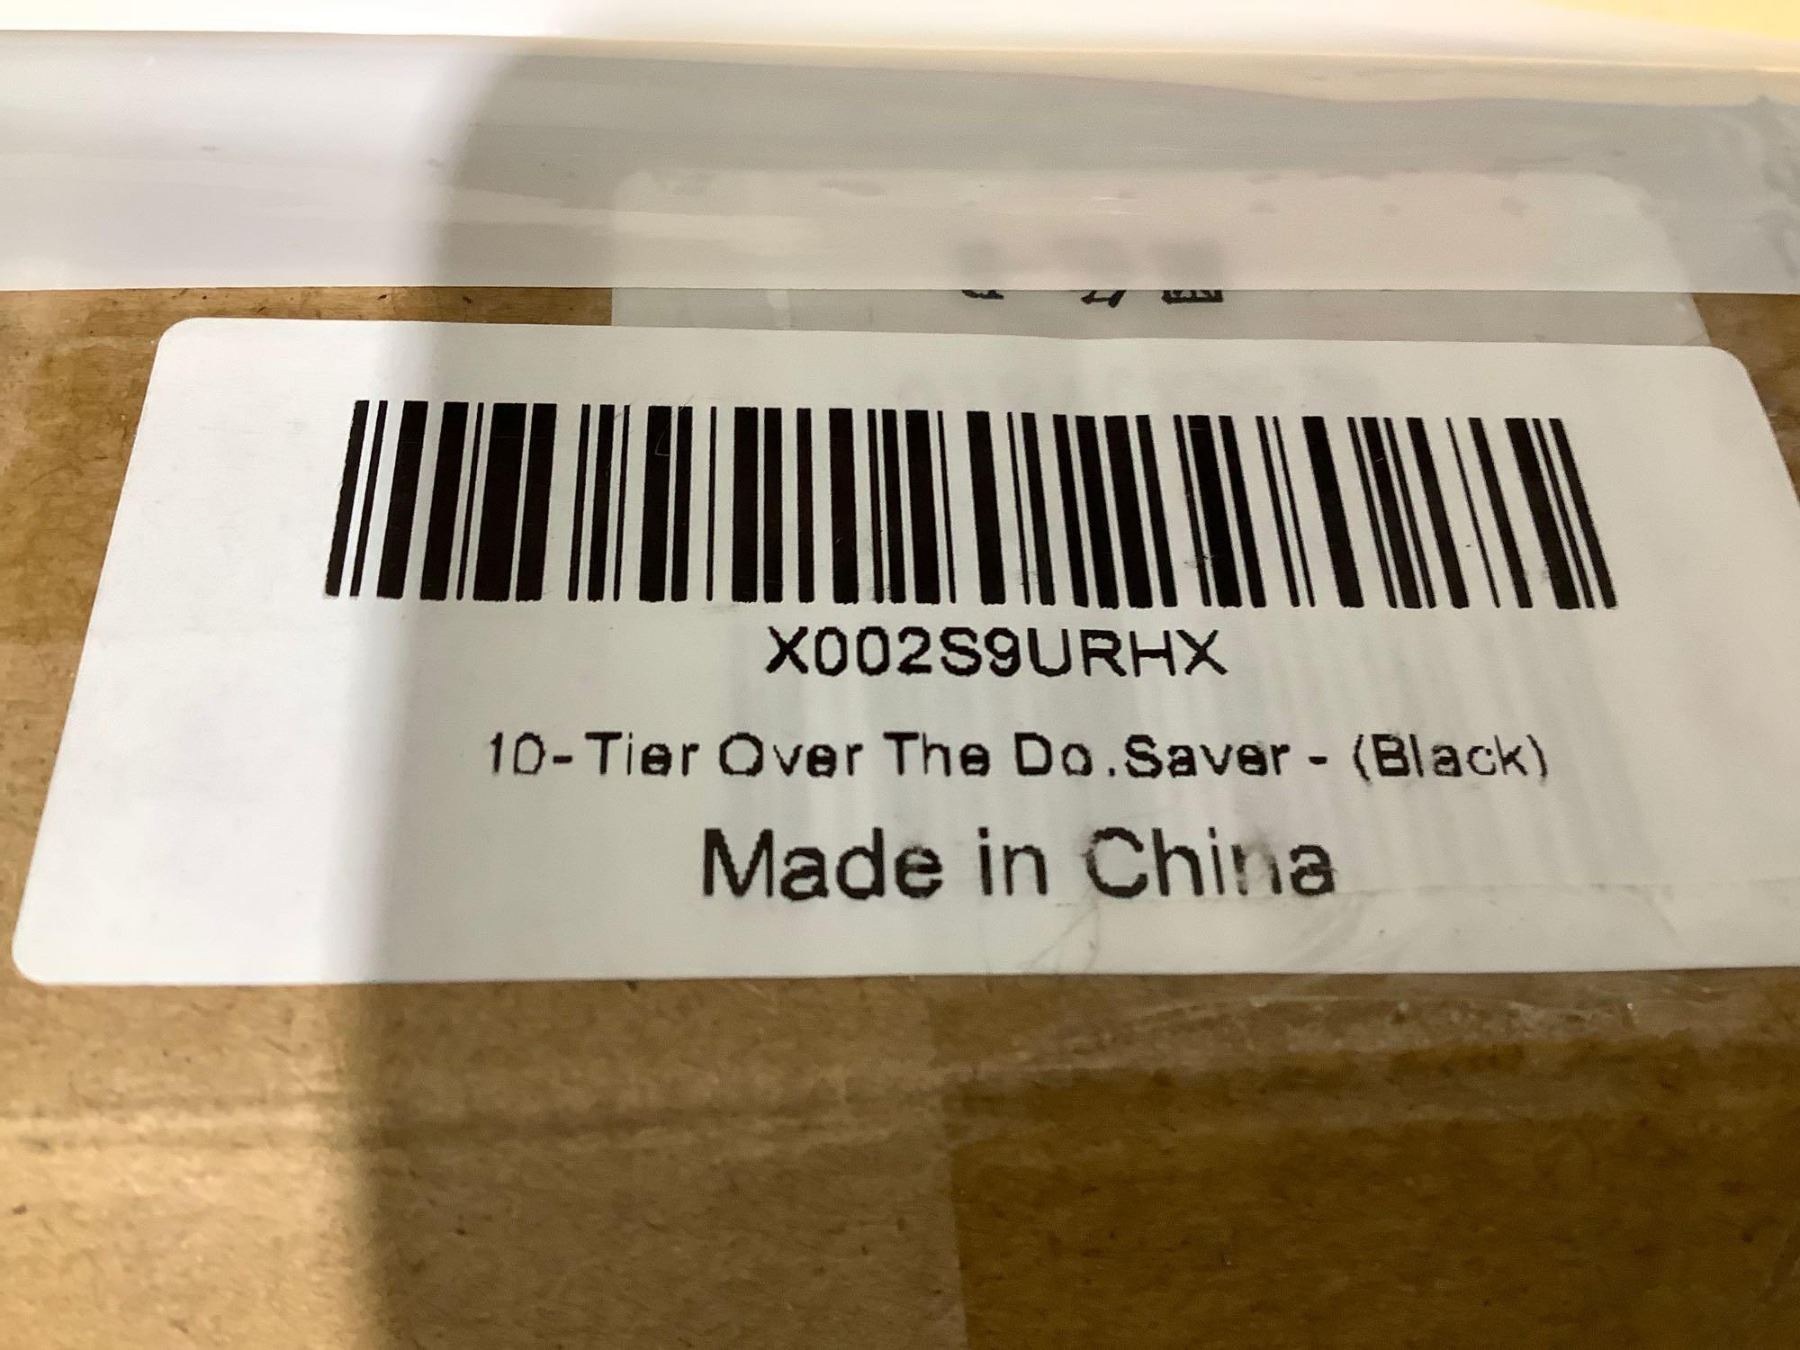 X002S9URHX
10-Tier Over The Do.Saver - (Black)
Made in China